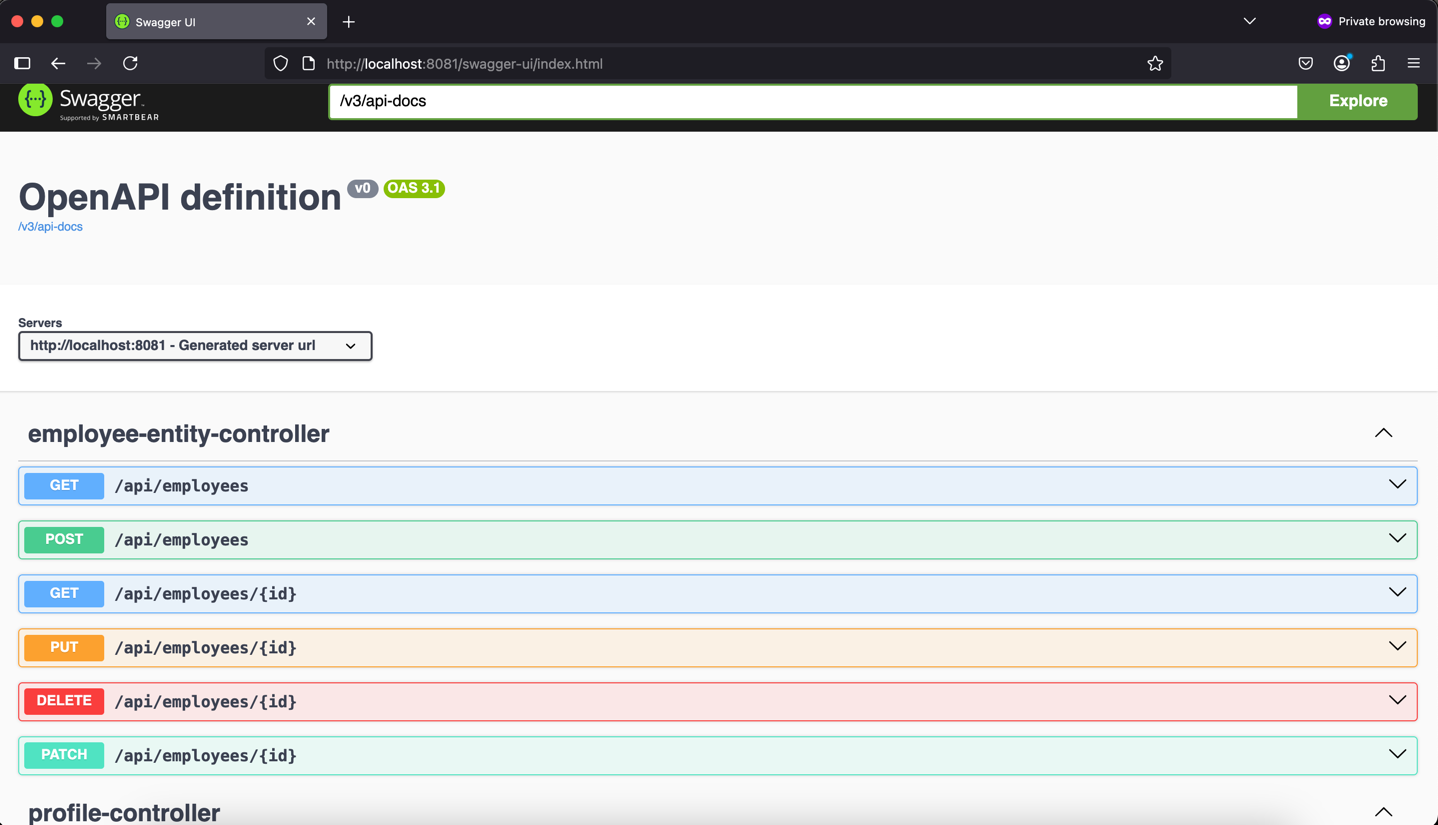 Swagger UI
Private browsing
http://localhost:8081/swagger-ui/index.html
Swagger.
Supported by SMARTBEAR
/v3/api-docs
Explore
OpenAPI definition v0 OAS 3.1
/v3/api-docs
Servers
http://localhost:8081 - Generated server url
employee-entity-controller
GET /api/employees
POST /api/employees
GET /api/employees/{id}
PUT /api/employees/{id}
DELETE /api/employees/{id}
PATCH /api/employees/{id}
profile-controller